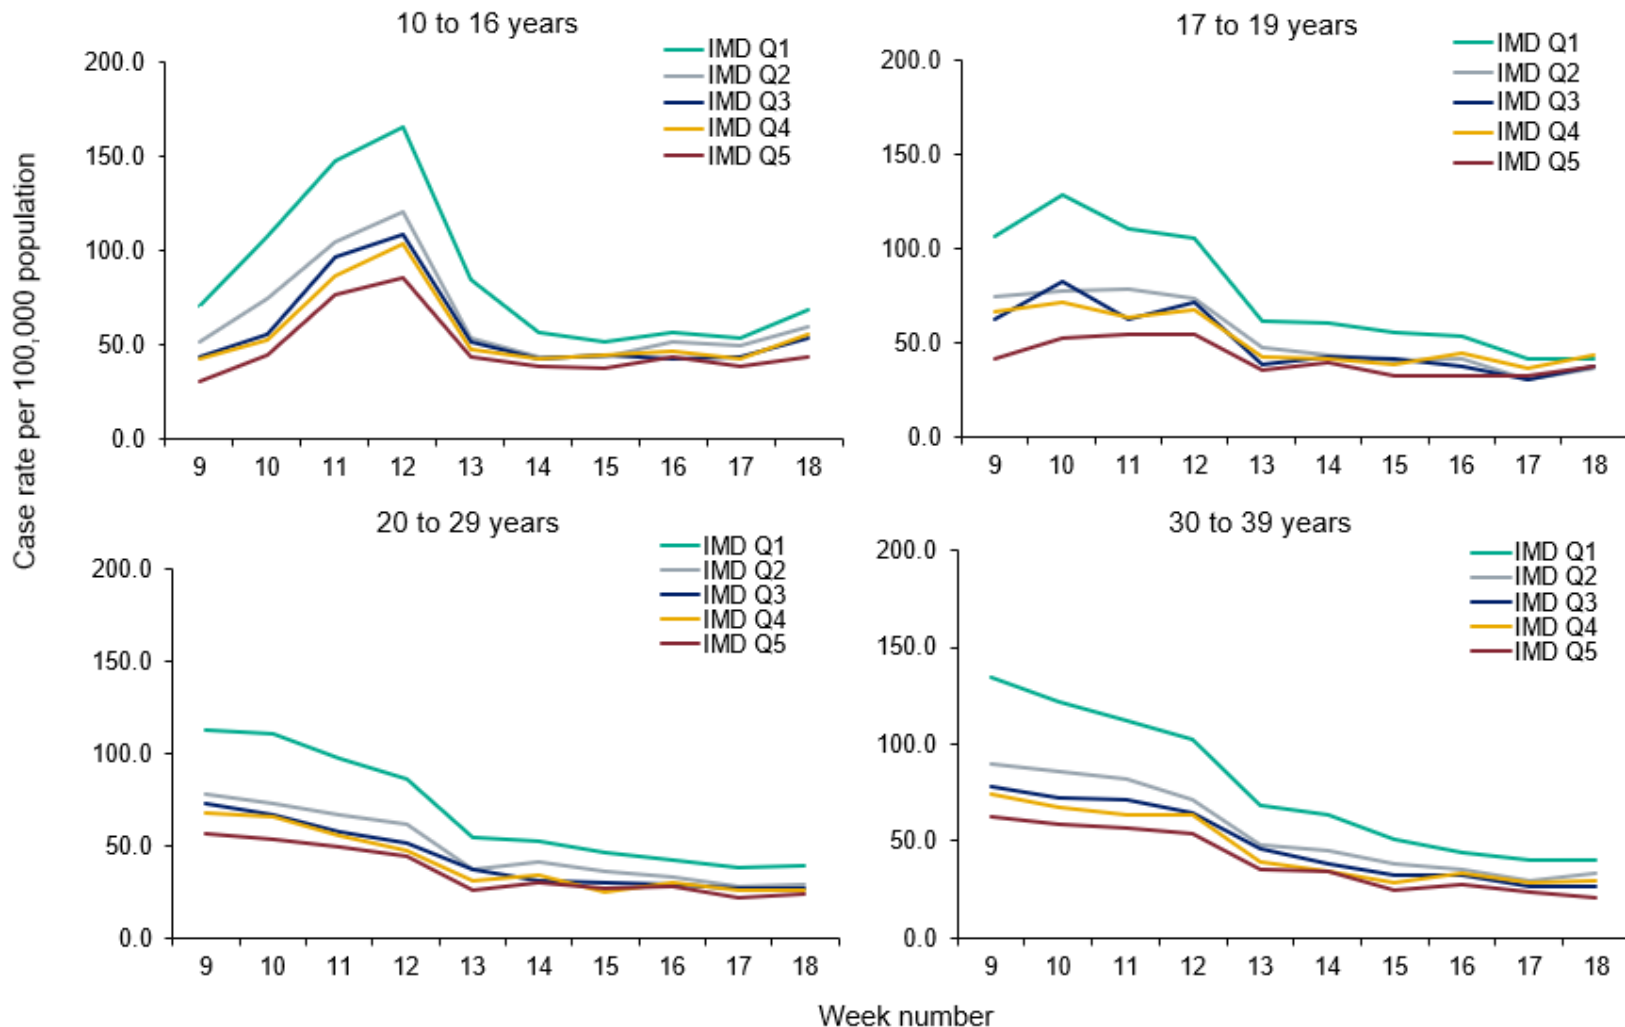 10 to 16 years
IMD Q1
IMD Q2
IMD Q3
IMD Q4
IMD Q5
200.0
150.0
100.0
50.0
0.0
9 10 11 12 13 14 15 16 17 18
17 to 19 years
IMD Q1
IMD Q2
IMD Q3
IMD Q4
IMD Q5
200.0
150.0
100.0
50.0
0.0
9 10 11 12 13 14 15 16 17 18
Case rate per 100,000 population
20 to 29 years
IMD Q1
IMD Q2
IMD Q3
IMD Q4
IMD Q5
200.0
150.0
100.0
50.0
0.0
9 10 11 12 13 14 15 16 17 18
30 to 39 years
IMD Q1
IMD Q2
IMD Q3
IMD Q4
IMD Q5
200.0
150.0
100.0
50.0
0.0
9 10 11 12 13 14 15 16 17 18
Week number